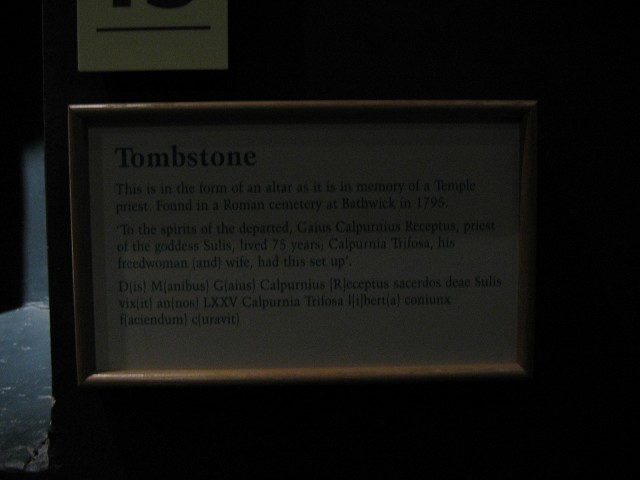 Tombstone
This is in the form of an altar as it is in memory of a Temple
priest. Found in a Roman cemetery at Bathwick in 1795.
'To the spirits of the departed, Gaius Calpurnius Receptus, priest
of the goddess Sulis, lived 75 years, Calpurnia Trifosa, his
freedwoman (and) wife, had this set up'.
D(is) M(anibus) G(aius) Calpurnius [R]eceptus sacerdos deae Sulis
vix(it) an(nos) LXXV Calpurnia Trifosa l(i)bert(a) coniunx
f(aciendum) c(uravit)